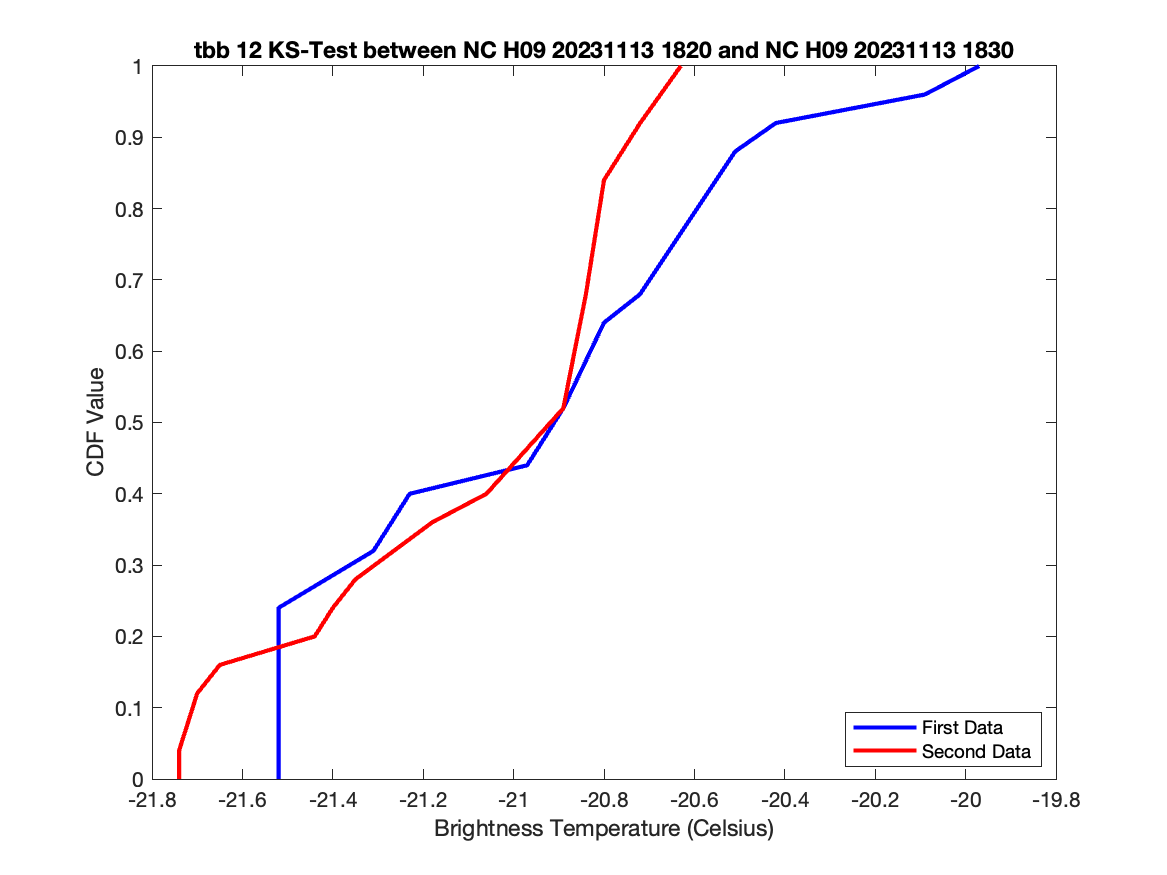 tbb 12 KS-Test between NC H09 20231113 1820 and NC H09 20231113 1830
CDF Value
1
0.9
0.8
0.7
0.6
0.5
0.4
0.3
0.2
0.1
0
-21.8 -21.6 -21.4 -21.2 -21 -20.8 -20.6 -20.4 -20.2 -20 -19.8
Brightness Temperature (Celsius)
First Data
Second Data